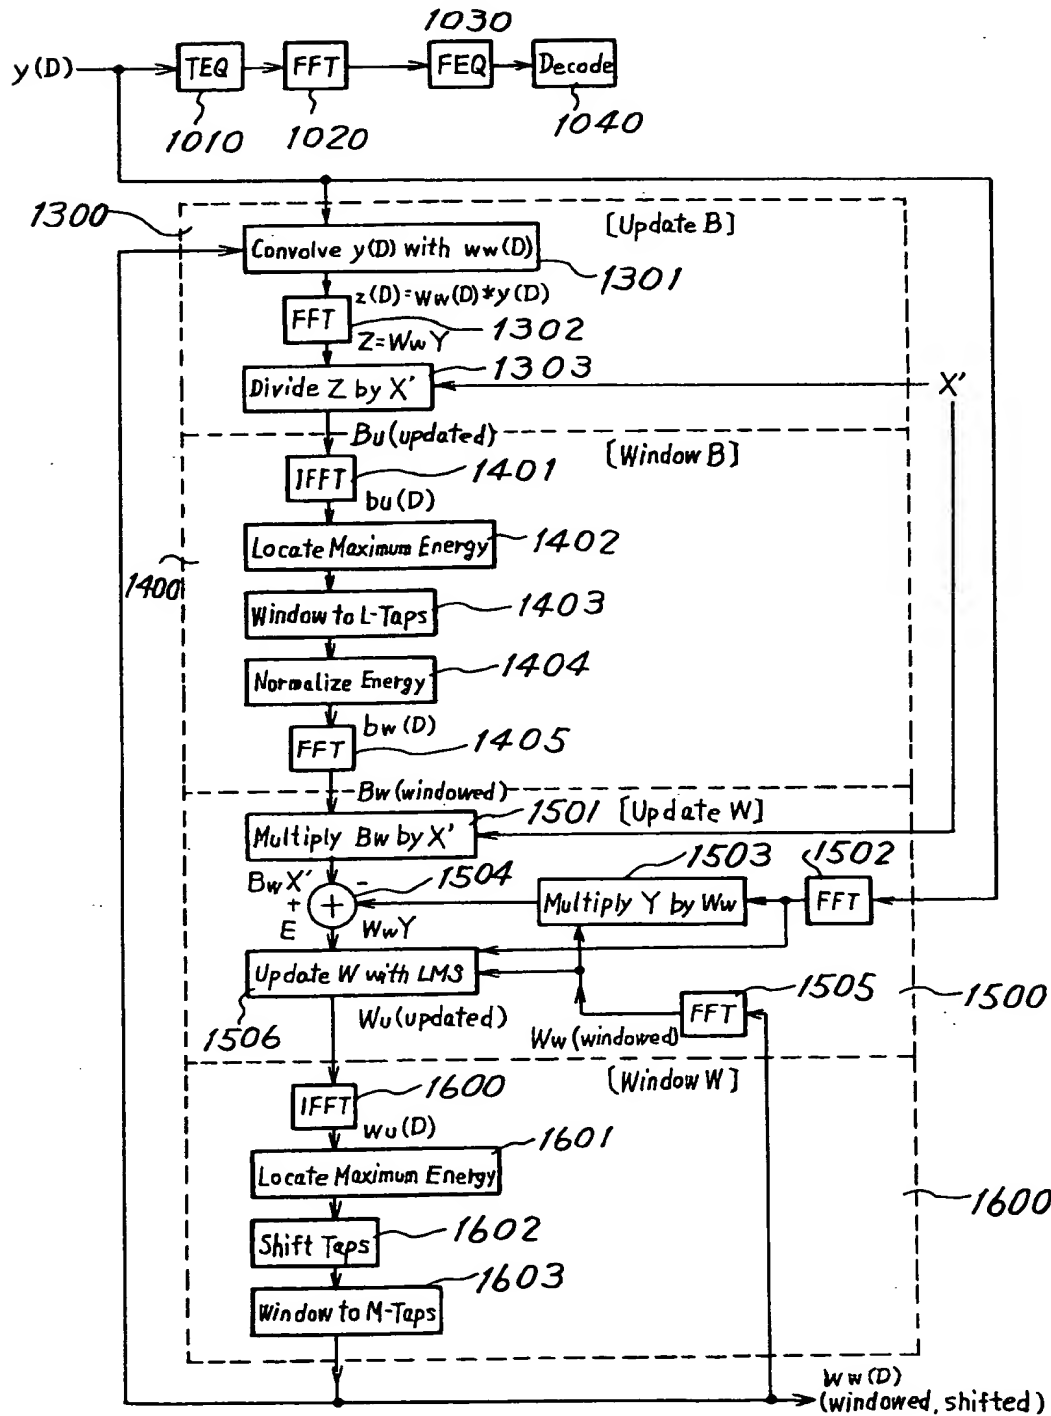 1030
y(D) TEQ FFT FEQ Decode
1010 1020 1040
1300 [Update B]
Convolve y(D) with ww(D)
1301
z(D)=Ww(D)*y(D)
FFT 1302
Z=WwY
1303
Divide Z by X' X'
Bu(updated)
[Window B]
IFFT 1401
bu(D)
Locate Maximum Energy 1402
1400
Window to L-Taps 1403
Normalize Energy 1404
bw(D)
FFT 1405
Bw(windowed)
1501 [Update W]
Multiply Bw by X'
1503 1502
BwX' - 1504
+ + Multiply Y by Ww FFT
E WwY
Update W with LMS
1505 1500
FFT
1506 Wu(updated) Ww(windowed)
[Window W]
1600
IFFT
wu(D)
1601
Locate Maximum Energy
1600
Shift Taps 1602
1603
Window to M-Taps
ww(D)
(windowed, shifted)